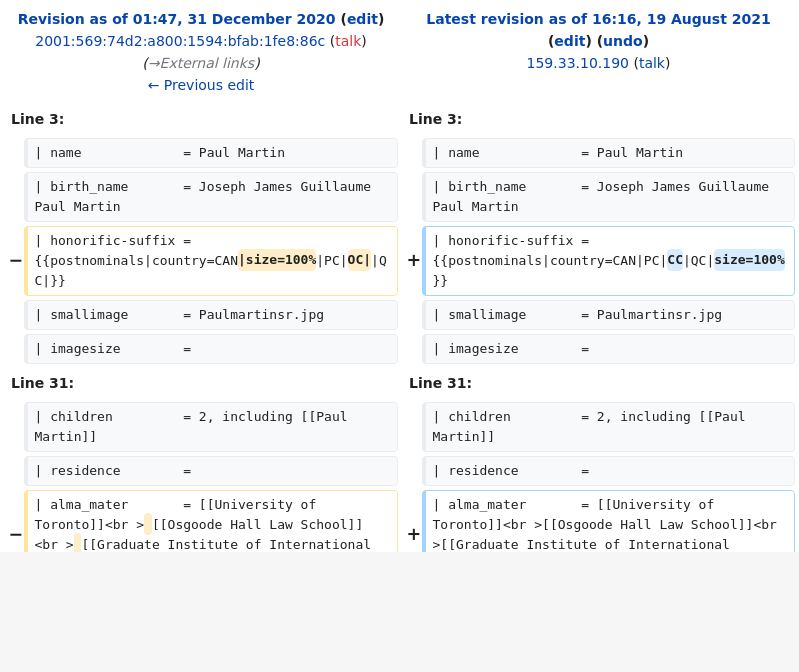 Revision as of 01:47, 31 December 2020 (edit)
2001:569:74d2:a800:1594:bfab:1fe8:86c (talk)
(→External links)
← Previous edit
Latest revision as of 16:16, 19 August 2021
(edit) (undo)
159.33.10.190 (talk)
Line 3:
Line 3:
| name             = Paul Martin
| name             = Paul Martin
| birth_name       = Joseph James Guillaume
Paul Martin
| birth_name       = Joseph James Guillaume
Paul Martin
− | honorific-suffix =
{{postnominals|country=CAN|size=100%|PC|OC||Q
C|}}
+ | honorific-suffix =
{{postnominals|country=CAN|PC|CC|QC|size=100%
}}
| smallimage       = Paulmartinsr.jpg
| smallimage       = Paulmartinsr.jpg
| imagesize        =
| imagesize        =
Line 31:
Line 31:
| children         = 2, including [[Paul
Martin]]
| children         = 2, including [[Paul
Martin]]
| residence        =
| residence        =
− | alma_mater       = [[University of
Toronto]]<br > [[Osgoode Hall Law School]]
<br > [[Graduate Institute of International
+ | alma_mater       = [[University of
Toronto]]<br >[[Osgoode Hall Law School]]<br
>[[Graduate Institute of International